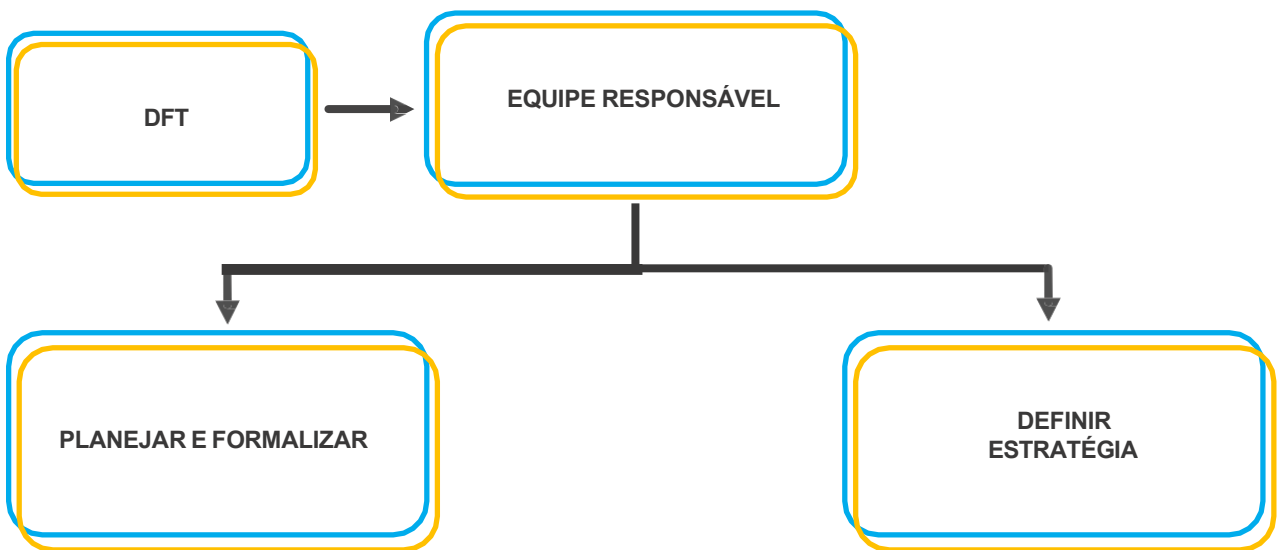 DFT
EQUIPE RESPONSÁVEL
PLANEJAR E FORMALIZAR
DEFINIR
ESTRATÉGIA